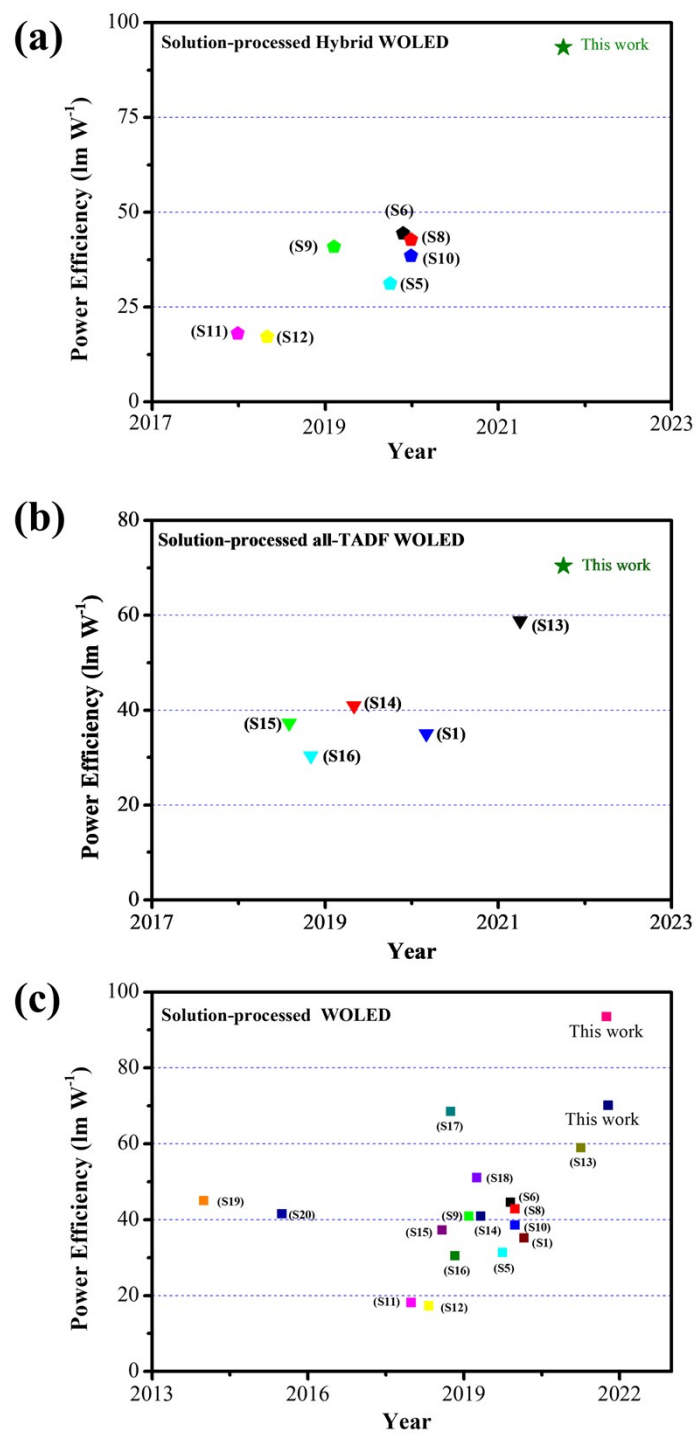 (a)
Solution-processed Hybrid WOLED
This work
Power Efficiency (lm W⁻¹)
100
75
50
25
0
(S6)
(S9)
(S8)
(S10)
(S5)
(S11)
(S12)
2017
2019
2021
2023
Year
(b)
Solution-processed all-TADF WOLED
This work
Power Efficiency (lm W⁻¹)
80
60
40
20
0
(S13)
(S14)
(S15)
(S1)
(S16)
2017
2019
2021
2023
Year
(c)
Solution-processed WOLED
This work
This work
Power Efficiency (lm W⁻¹)
100
80
60
40
20
0
(S17)
(S13)
(S18)
(S19)
(S6)
(S20)
(S9)
(S8)
(S15)
(S14)
(S10)
(S1)
(S16)
(S5)
(S11)
(S12)
2013
2016
2019
2022
Year